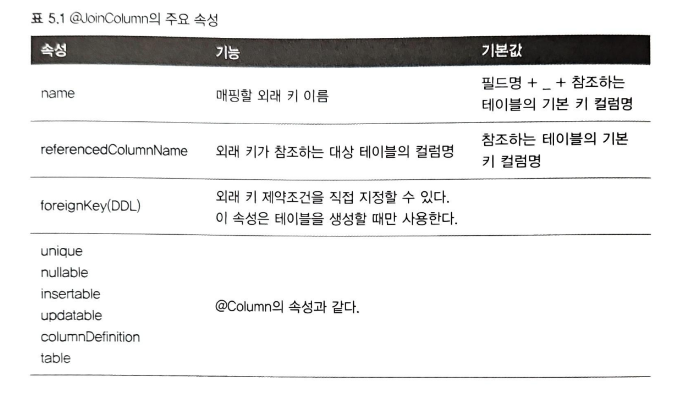 표 5.1 @JoinColumn의 주요 속성
속성 기능 기본값
name 매핑할 외래 키 이름 필드명 + _ + 참조하는
테이블의 기본 키 컬럼명
referencedColumnName 외래 키가 참조하는 대상 테이블의 컬럼명 참조하는 테이블의 기본
키 컬럼명
foreignKey(DDL) 외래 키 제약조건을 직접 지정할 수 있다.
이 속성은 테이블을 생성할 때만 사용한다.
unique
nullable
insertable
updatable
columnDefinition
table
@Column의 속성과 같다.